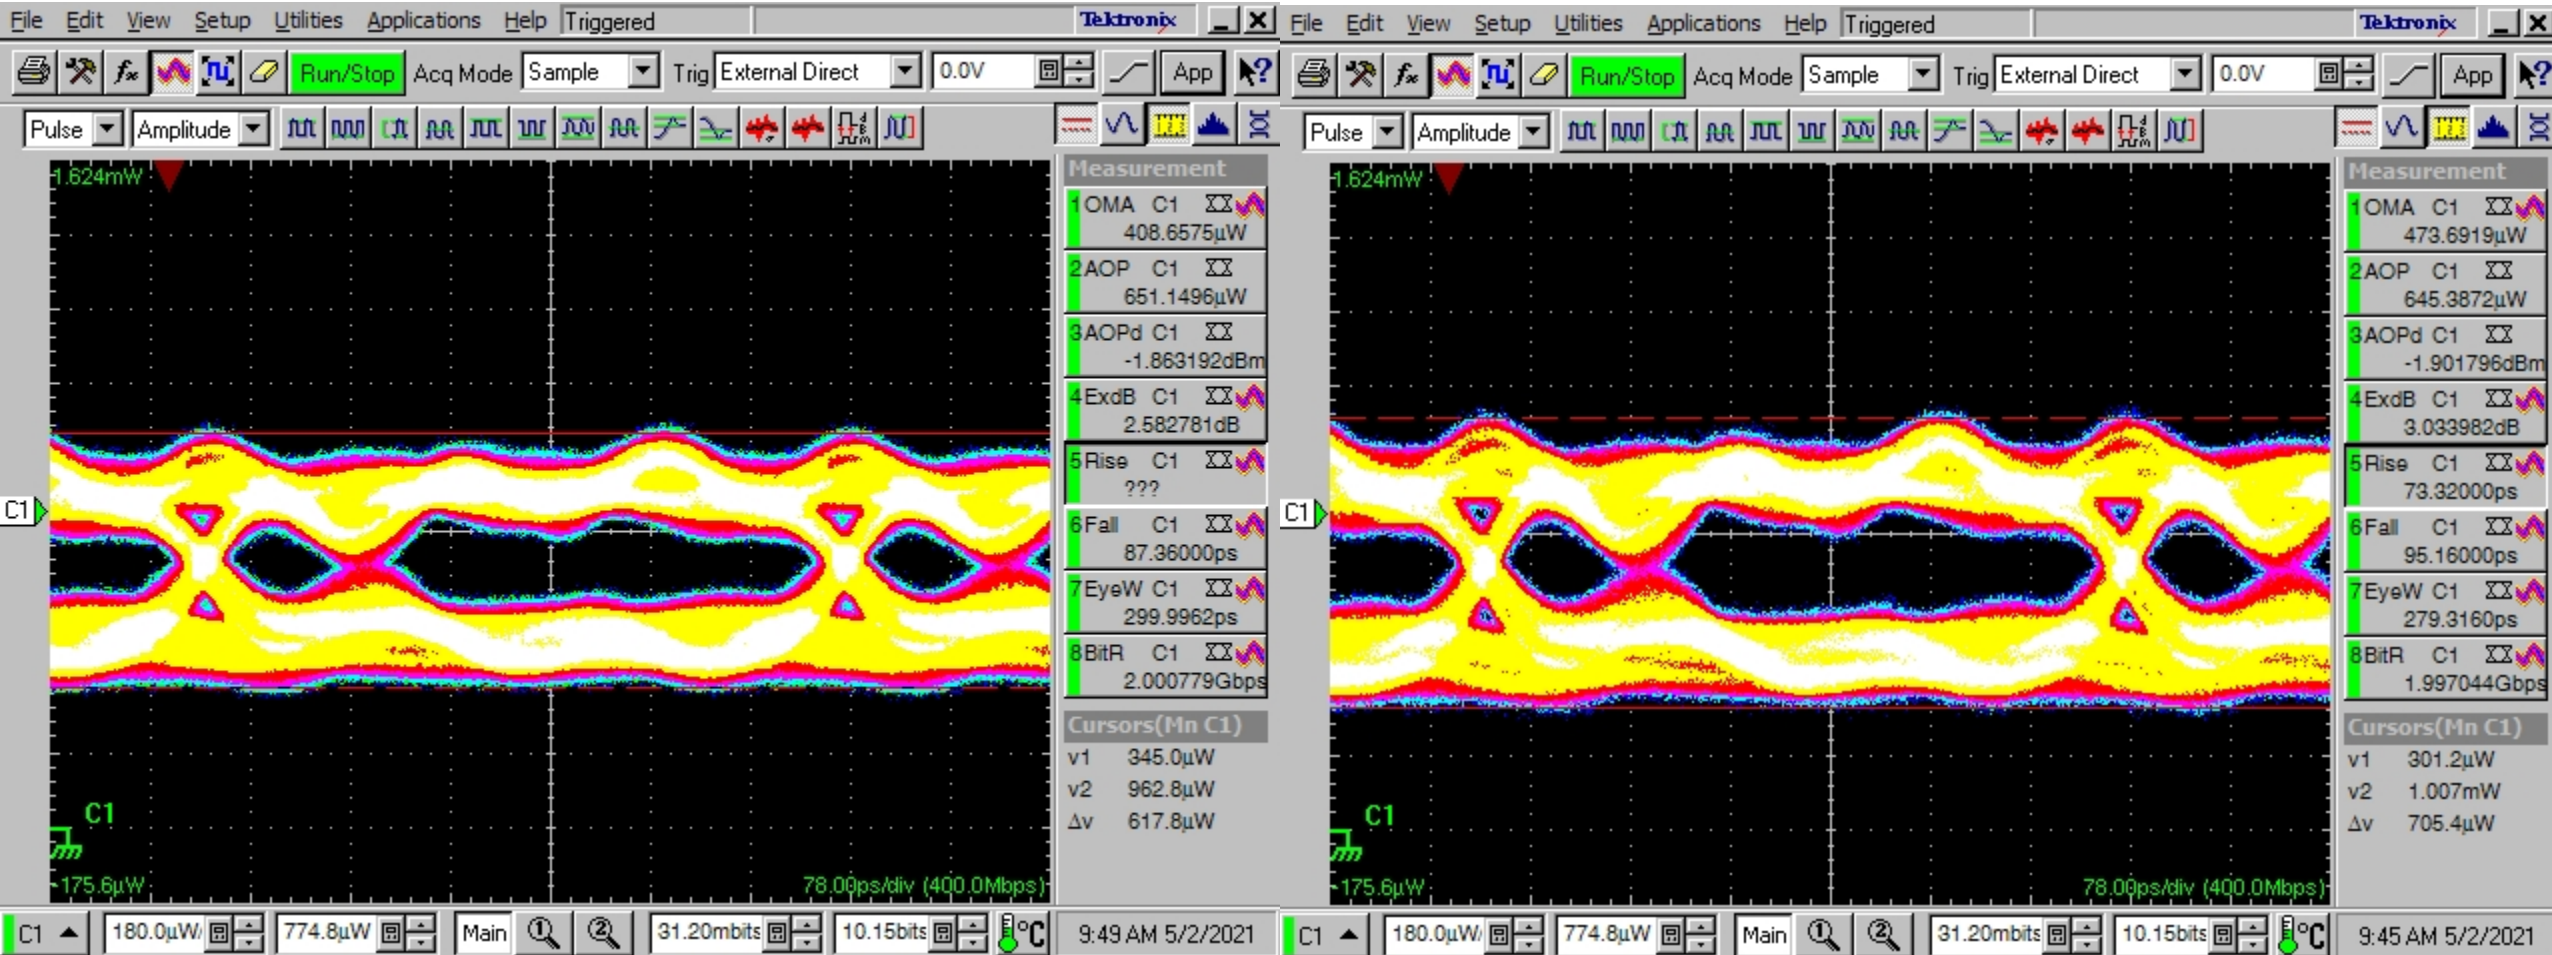 File Edit View Setup Utilities Applications Help Triggered Tektronix
Run/Stop Acq Mode Sample Trig External Direct 0.0V App
Pulse Amplitude
1.624mW
C1
C1
-175.6µW
78.00ps/div (400.0Mbps)
Measurement
1 OMA C1
408.6575µW
2 AOP C1
651.1496µW
3 AOPd C1
-1.863192dBm
4 ExdB C1
2.582781dB
5 Rise C1
???
6 Fall C1
87.36000ps
7 EyeW C1
299.9962ps
8 BitR C1
2.000779Gbps
Cursors(Mn C1)
v1 345.0µW
v2 962.8µW
Δv 617.8µW
C1 180.0µW/ 774.8µW Main 1 2 31.20mbits 10.15bits °C 9:49 AM 5/2/2021
File Edit View Setup Utilities Applications Help Triggered Tektronix
Run/Stop Acq Mode Sample Trig External Direct 0.0V App
Pulse Amplitude
1.624mW
C1
C1
-175.6µW
78.00ps/div (400.0Mbps)
Measurement
1 OMA C1
473.6919µW
2 AOP C1
645.3872µW
3 AOPd C1
-1.901796dBm
4 ExdB C1
3.033982dB
5 Rise C1
73.32000ps
6 Fall C1
95.16000ps
7 EyeW C1
279.3160ps
8 BitR C1
1.997044Gbps
Cursors(Mn C1)
v1 301.2µW
v2 1.007mW
Δv 705.4µW
C1 180.0µW/ 774.8µW Main 1 2 31.20mbits 10.15bits °C 9:45 AM 5/2/2021